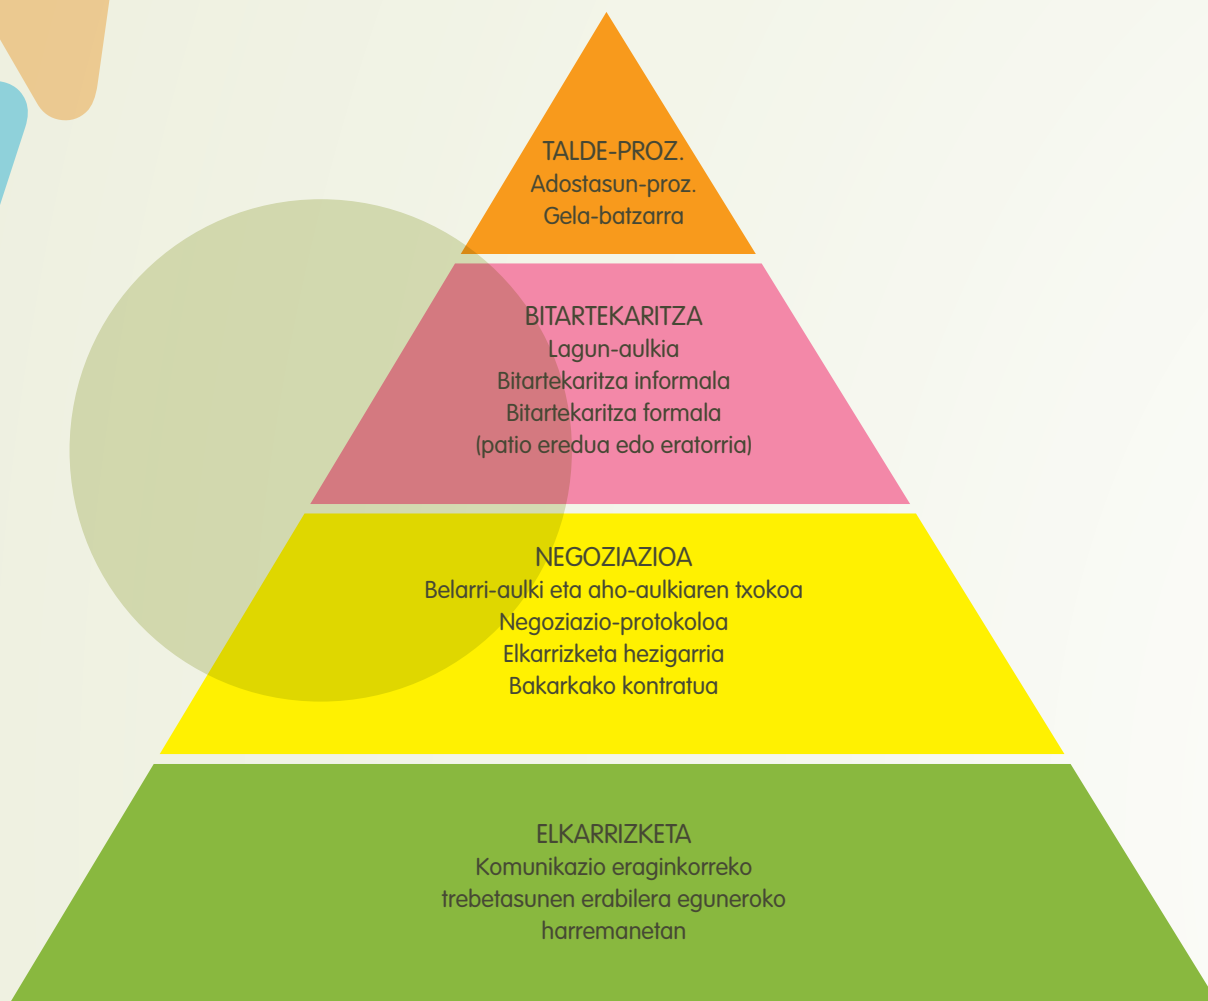 TALDE-PROZ.
Adostasun-proz.
Gela-batzarra
BITARTEKARITZA
Lagun-aulkia
Bitartekaritza informala
Bitartekaritza formala
(patio eredua edo eratorria)
NEGOZIAZIOA
Belarri-aulki eta aho-aulkiaren txokoa
Negoziazio-protokoloa
Elkarrizketa hezigarria
Bakarkako kontratua
ELKARRIZKETA
Komunikazio eraginkorreko
trebetasunen erabilera eguneroko
harremanetan